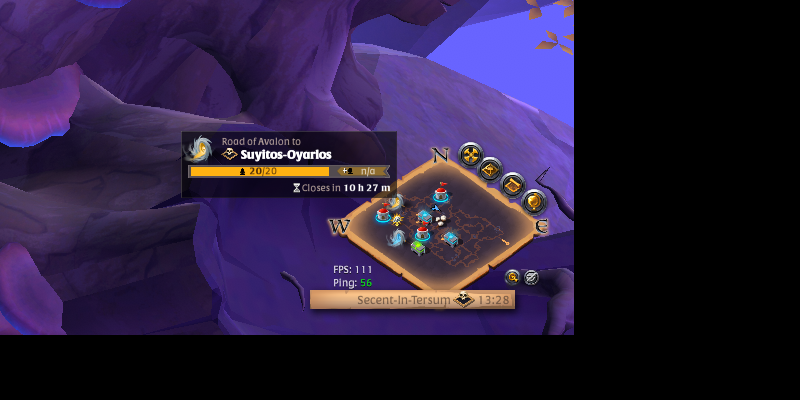 Road of Avalon to
Suyitos-Oyarlos
20/20
n/a
Closes in 10 h 27 m
N
W
E
FPS: 111
Ping: 56
Secent-In-Tersum 13:28